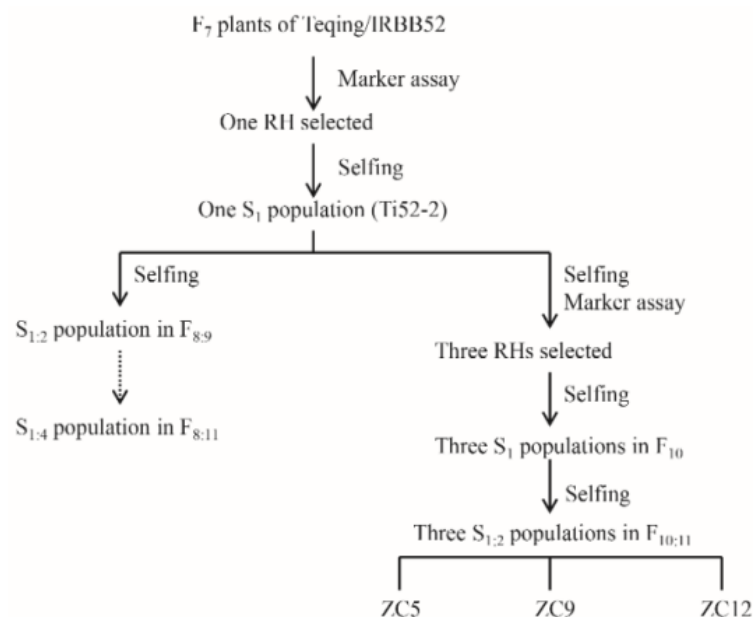 F₇ plants of Teqing/IRBB52
Marker assay
One RH selected
Selfing
One S₁ population (Ti52-2)
Selfing
S₁:₂ population in F₈:₉
S₁:₄ population in F₈:₁₁
Selfing
Marker assay
Three RHs selected
Selfing
Three S₁ populations in F₁₀
Selfing
Three S₁:₂ populations in F₁₀:₁₁
ZC5 ZC9 ZC12